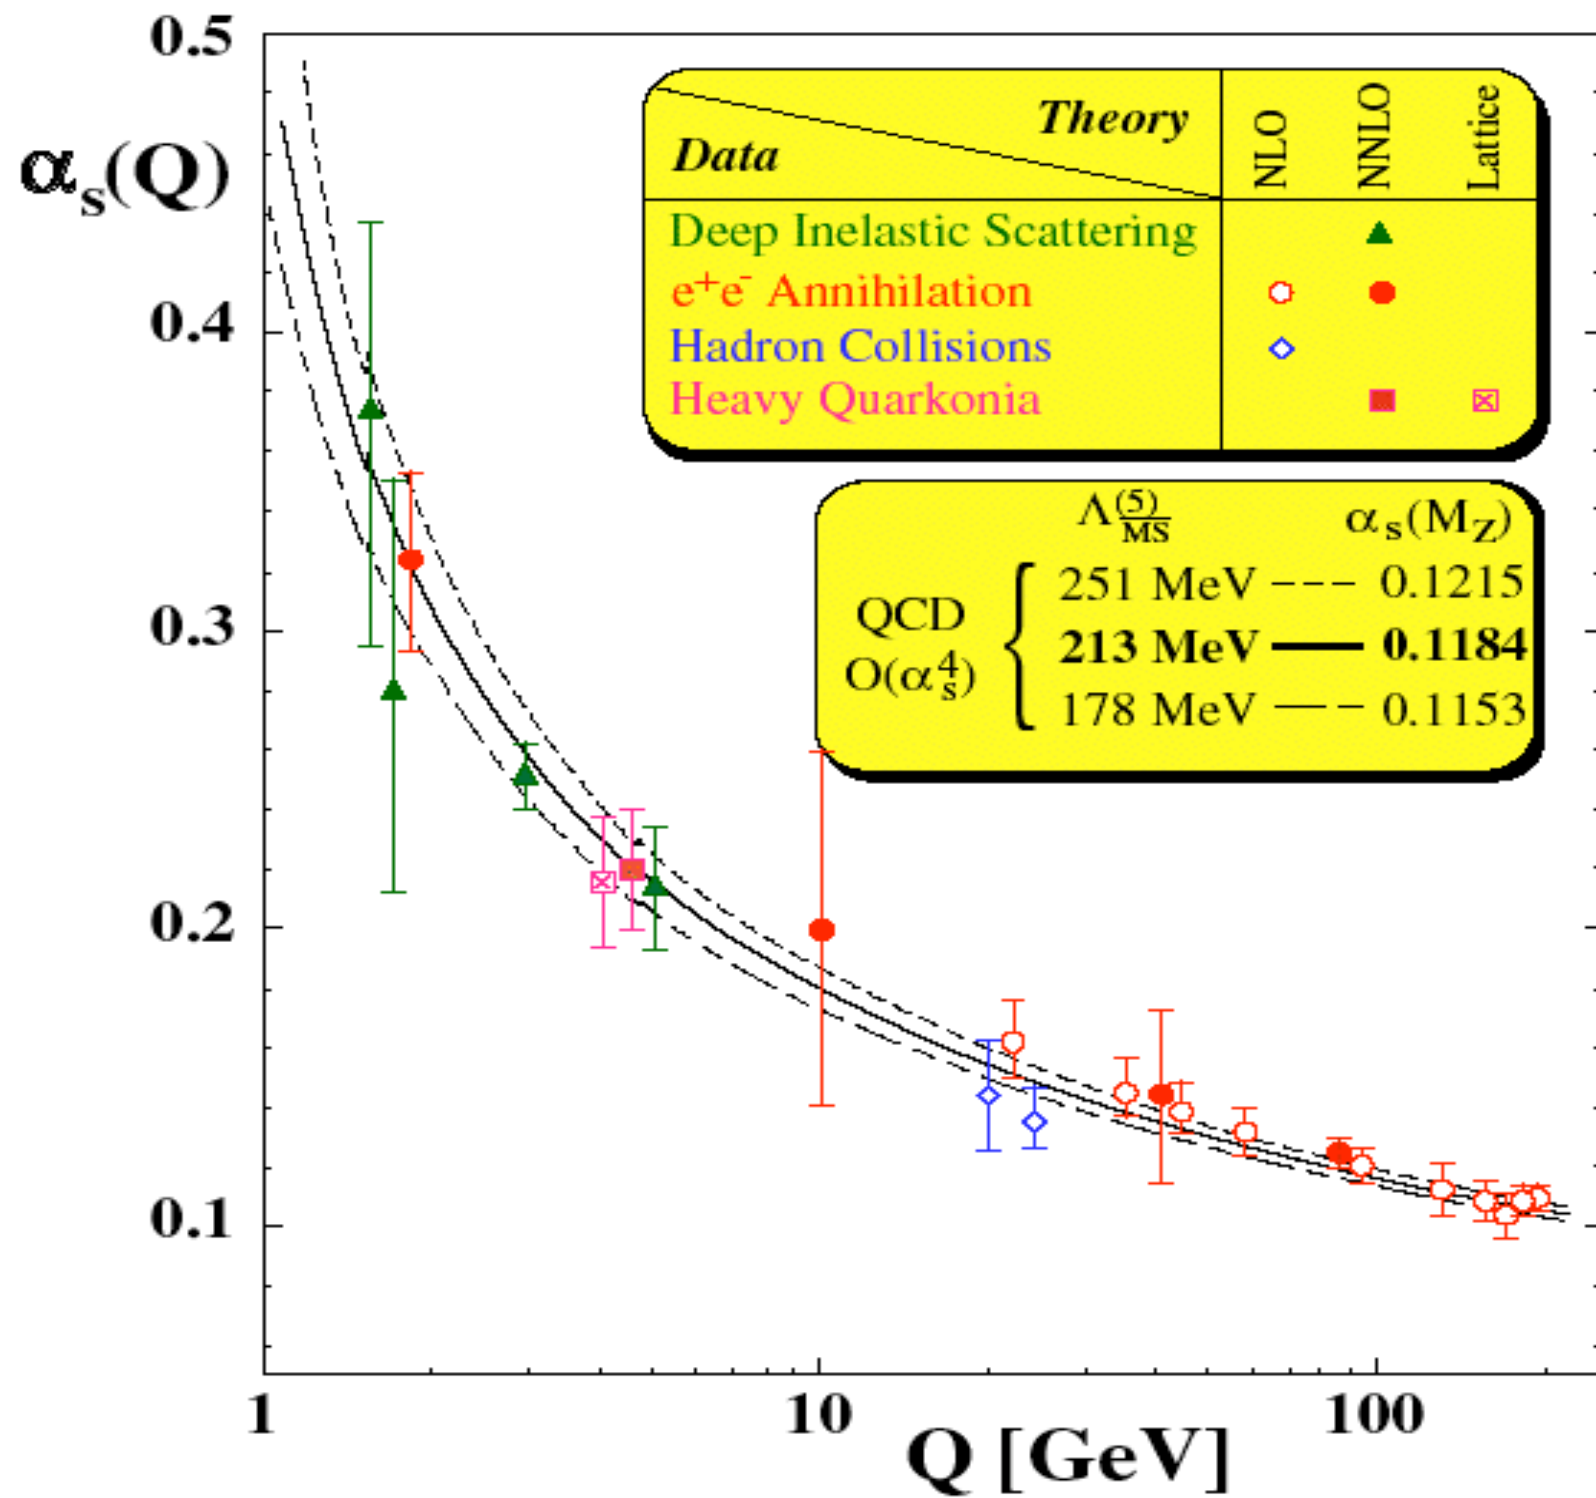 0.5
0.4
0.3
0.2
0.1
αs(Q)
Theory
Data
NLO
NNLO
Lattice
Deep Inelastic Scattering
e⁺e⁻ Annihilation
Hadron Collisions
Heavy Quarkonia
Λ(5)MS αs(MZ)
QCD
O(αs⁴)
251 MeV 0.1215
213 MeV 0.1184
178 MeV 0.1153
1 10 100
Q [GeV]